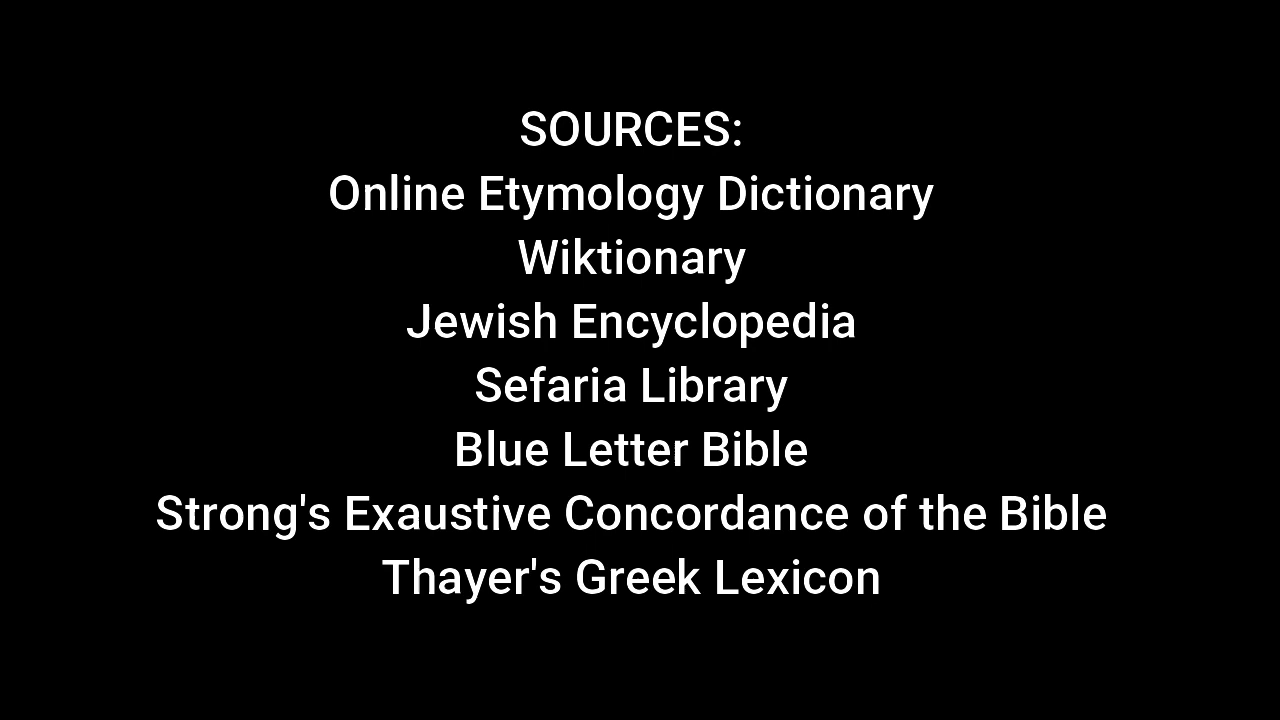 SOURCES:
Online Etymology Dictionary
Wiktionary
Jewish Encyclopedia
Sefaria Library
Blue Letter Bible
Strong's Exaustive Concordance of the Bible
Thayer's Greek Lexicon